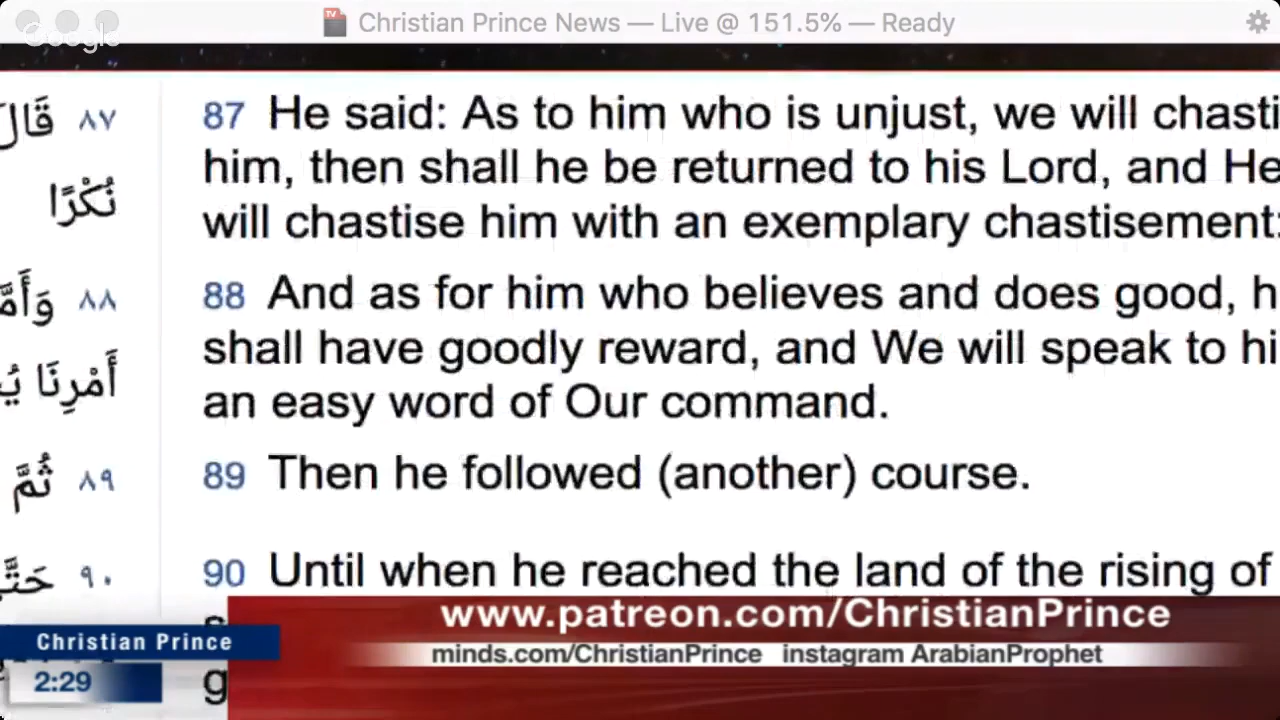 Christian Prince News — Live @ 151.5% — Ready
Google
TV
٨٧ قَالَ
نُكْرًا
87 He said: As to him who is unjust, we will chasti
him, then shall he be returned to his Lord, and He
will chastise him with an exemplary chastisement:
٨٨
88 And as for him who believes and does good, h
أَمْرِنَا
shall have goodly reward, and We will speak to hi
an easy word of Our command.
٨٩ ثُمَّ
89 Then he followed (another) course.
٩٠
90 Until when he reached the land of the rising of
g
www.patreon.com/ChristianPrince
Christian Prince
minds.com/ChristianPrince instagram ArabianProphet
2:29